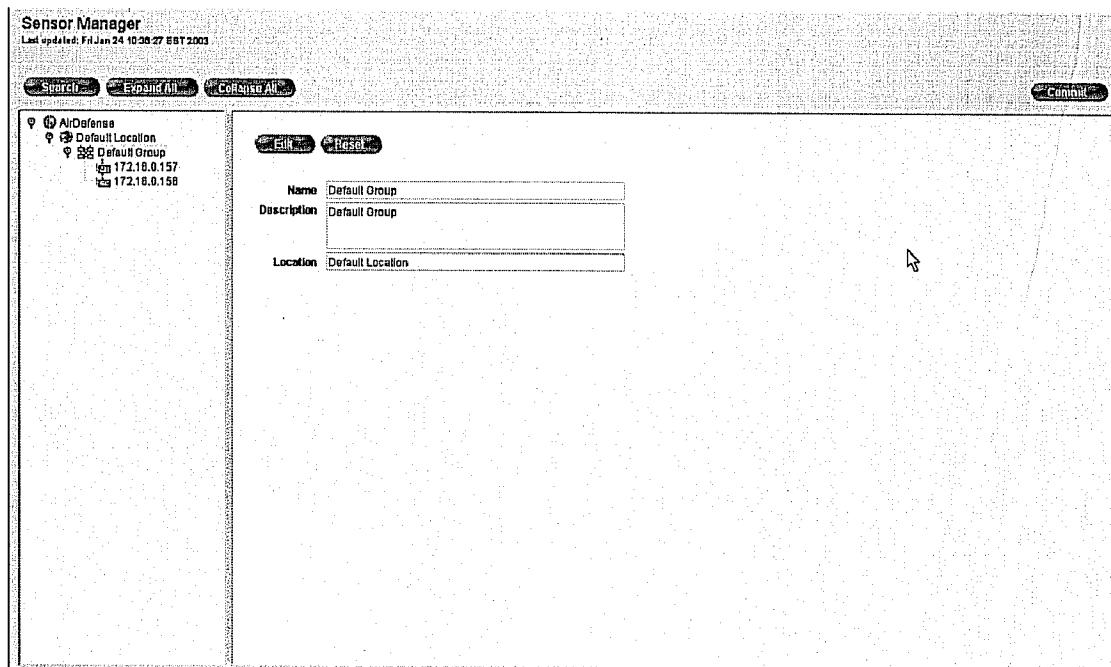 Sensor Manager
Last updated: Fri Jan 24 10:38:27 EST 2003
Search Expand All Collapse All Commit
AirDefense
Default Location
Default Group
172.16.0.157
172.16.0.158
Edit Reset
Name Default Group
Description Default Group
Location Default Location